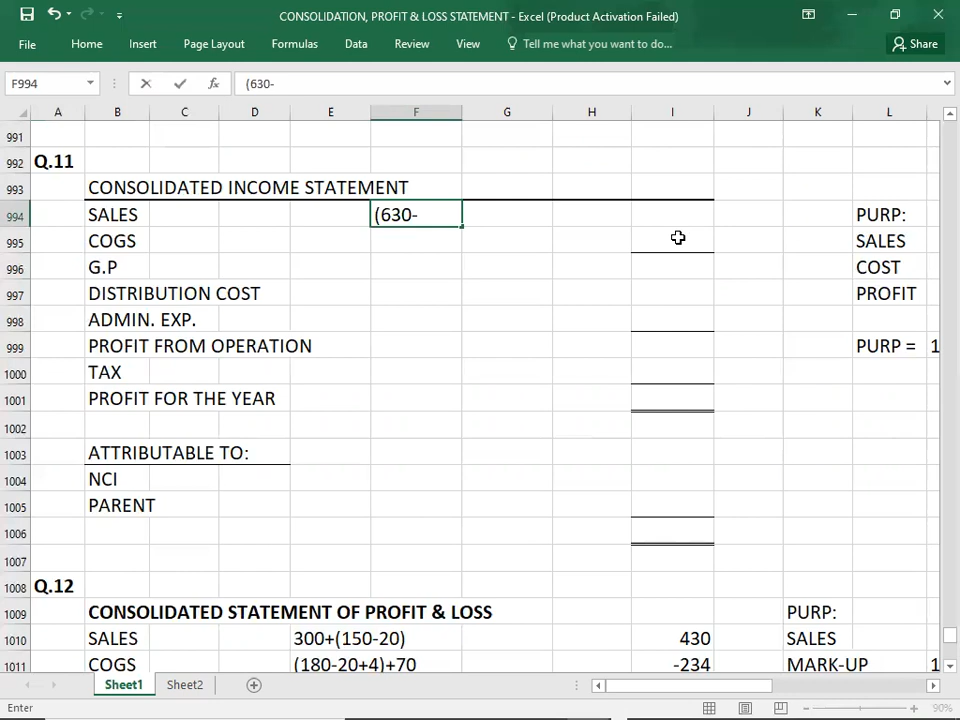 CONSOLIDATION, PROFIT & LOSS STATEMENT - Excel (Product Activation Failed)
File Home Insert Page Layout Formulas Data Review View Tell me what you want to do... Share
F994 fx (630-
A B C D E F G H I J K L
991
992 Q.11
993 CONSOLIDATED INCOME STATEMENT
994 SALES (630- PURP:
995 COGS SALES
996 G.P COST
997 DISTRIBUTION COST PROFIT
998 ADMIN. EXP.
999 PROFIT FROM OPERATION PURP = 1
1000 TAX
1001 PROFIT FOR THE YEAR
1002
1003 ATTRIBUTABLE TO:
1004 NCI
1005 PARENT
1006
1007
1008 Q.12
1009 CONSOLIDATED STATEMENT OF PROFIT & LOSS PURP:
1010 SALES 300+(150-20) 430 SALES
1011 COGS (180-20+4)+70 -234 MARK-UP 1
Sheet1 Sheet2
Enter 90%